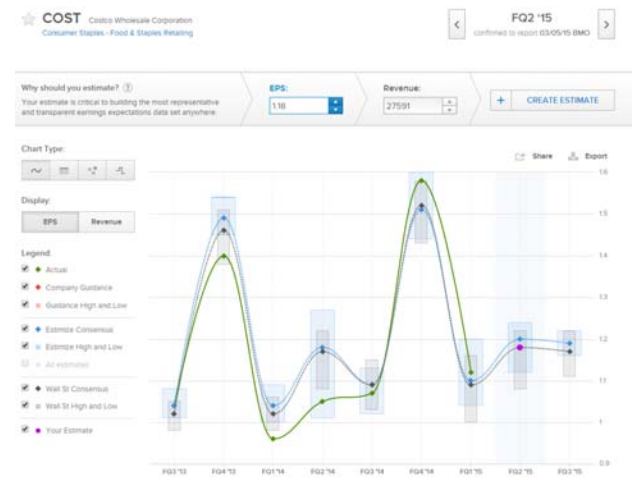 COST Costco Wholesale Corporation
Consumer Staples - Food & Staples Retailing
FQ2 '15
confirmed to report 03/05/15 BMO
Why should you estimate? ?
Your estimate is critical to building the most representative
and transparent earnings expectations data set anywhere.
EPS:
1.18
Revenue:
27591
+ CREATE ESTIMATE
Chart Type:
Share Export
Display:
EPS Revenue
Legend:
Actual
Company Guidance
Guidance High and Low
Estimize Consensus
Estimize High and Low
All estimates
Wall St Consensus
Wall St High and Low
Your Estimate
1.6
1.5
1.4
1.3
1.2
1.1
1
0.9
FQ3 '13 FQ4 '13 FQ1 '14 FQ2 '14 FQ3 '14 FQ4 '14 FQ1 '15 FQ2 '15 FQ3 '15